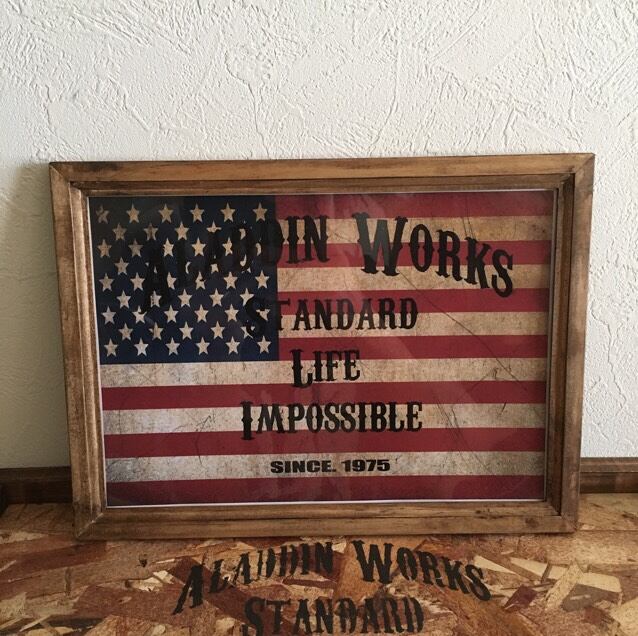 ALADDIN WORKS
STANDARD
LIFE
IMPOSSIBLE
SINCE. 1975
ALADDIN WORKS
STANDARD